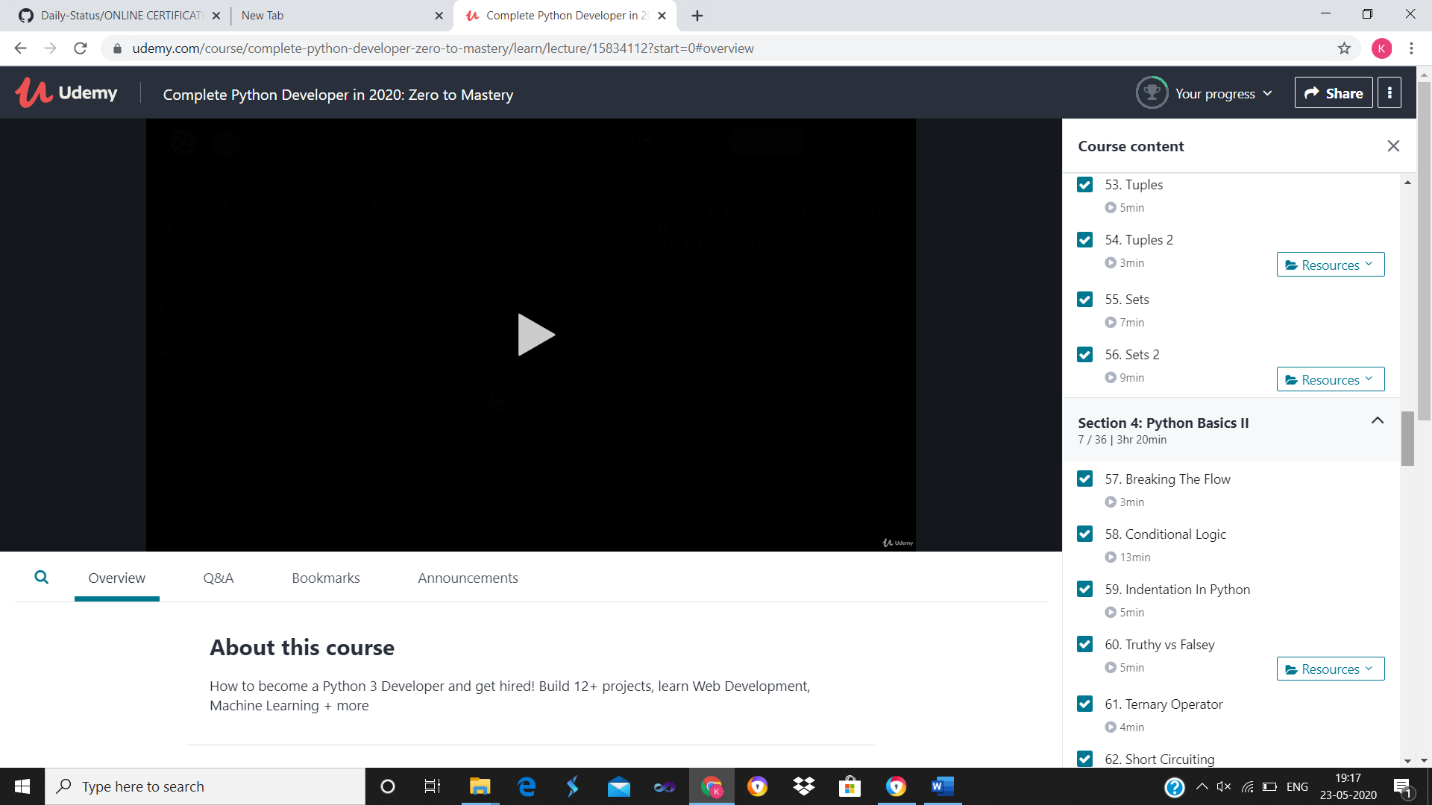 Daily-Status/ONLINE CERTIFICATI
New Tab
Complete Python Developer in 20
udemy.com/course/complete-python-developer-zero-to-mastery/learn/lecture/15834112?start=0#overview
K
Udemy
Complete Python Developer in 2020: Zero to Mastery
Your progress
Share
Course content
53. Tuples
5min
54. Tuples 2
3min
Resources
55. Sets
7min
56. Sets 2
9min
Resources
Section 4: Python Basics II
7 / 36 | 3hr 20min
57. Breaking The Flow
3min
58. Conditional Logic
13min
59. Indentation In Python
5min
60. Truthy vs Falsey
5min
Resources
61. Ternary Operator
4min
62. Short Circuiting
Udemy
Overview
Q&A
Bookmarks
Announcements
About this course
How to become a Python 3 Developer and get hired! Build 12+ projects, learn Web Development,
Machine Learning + more
Type here to search
K
ENG
19:17
23-05-2020
1